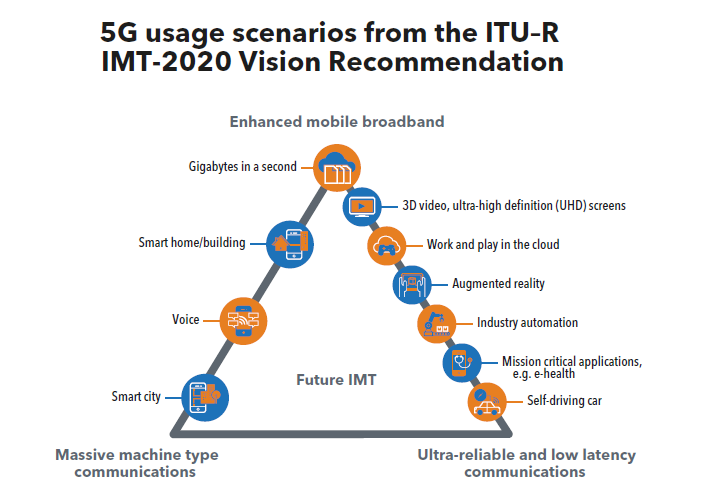 5G usage scenarios from the ITU–R
IMT-2020 Vision Recommendation
Enhanced mobile broadband
Gigabytes in a second
3D video, ultra-high definition (UHD) screens
Smart home/building
Work and play in the cloud
Augmented reality
Voice
Industry automation
Mission critical applications,
e.g. e-health
Future IMT
Smart city
Self-driving car
Massive machine type
communications
Ultra-reliable and low latency
communications